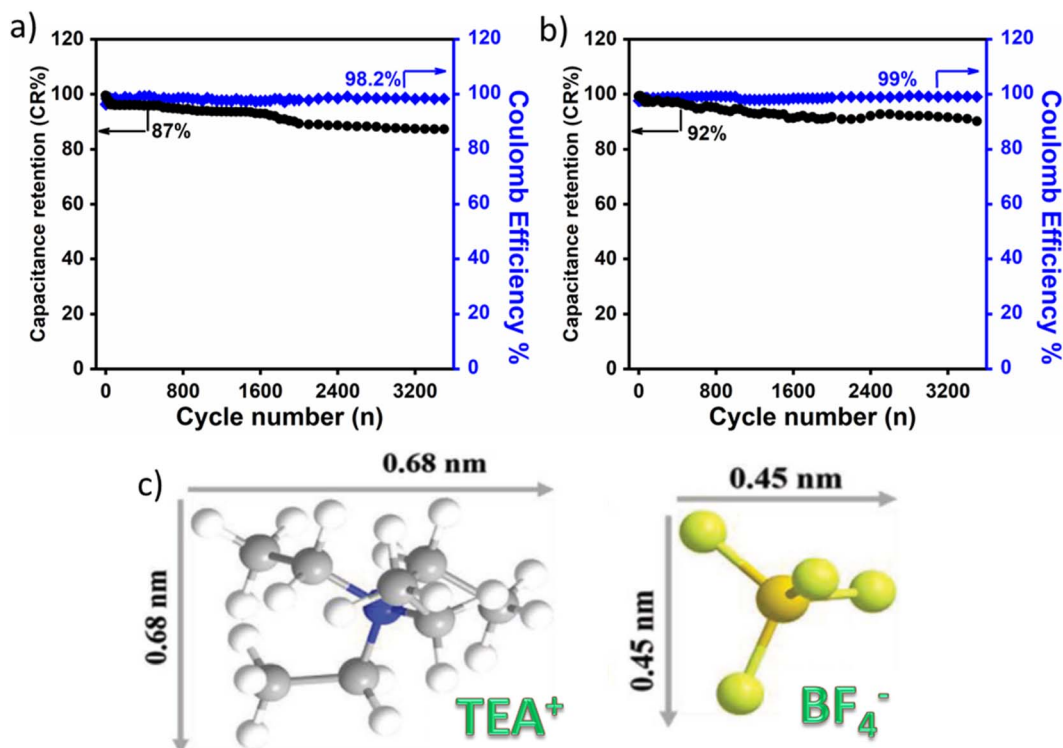 a)
120
100
80
60
40
20
0
Capacitance retention (CR%)
98.2%
87%
120
100
80
60
40
20
0
Coulomb Efficiency %
0 800 1600 2400 3200
Cycle number (n)
b)
120
100
80
60
40
20
0
Capacitance retention (CR%)
99%
92%
120
100
80
60
40
20
0
Coulomb Efficiency %
0 800 1600 2400 3200
Cycle number (n)
c)
0.68 nm
0.68 nm
TEA⁺
0.45 nm
0.45 nm
BF₄⁻